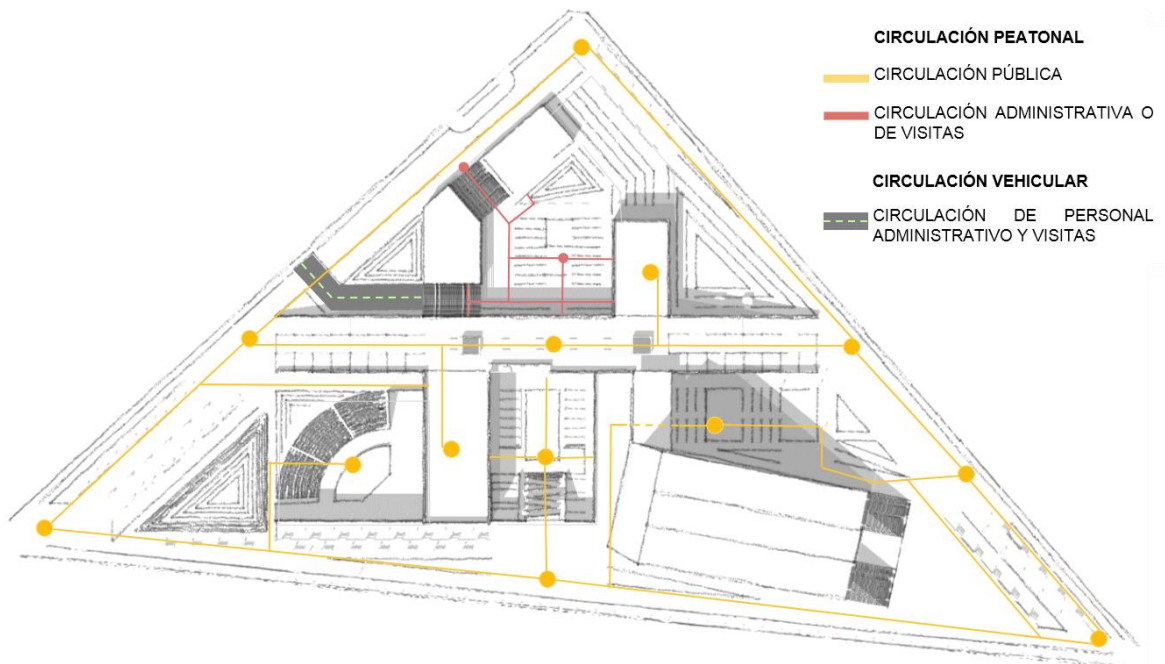 CIRCULACIÓN PEATONAL
CIRCULACIÓN PÚBLICA
CIRCULACIÓN ADMINISTRATIVA O
DE VISITAS
CIRCULACIÓN VEHICULAR
CIRCULACIÓN DE PERSONAL
ADMINISTRATIVO Y VISITAS